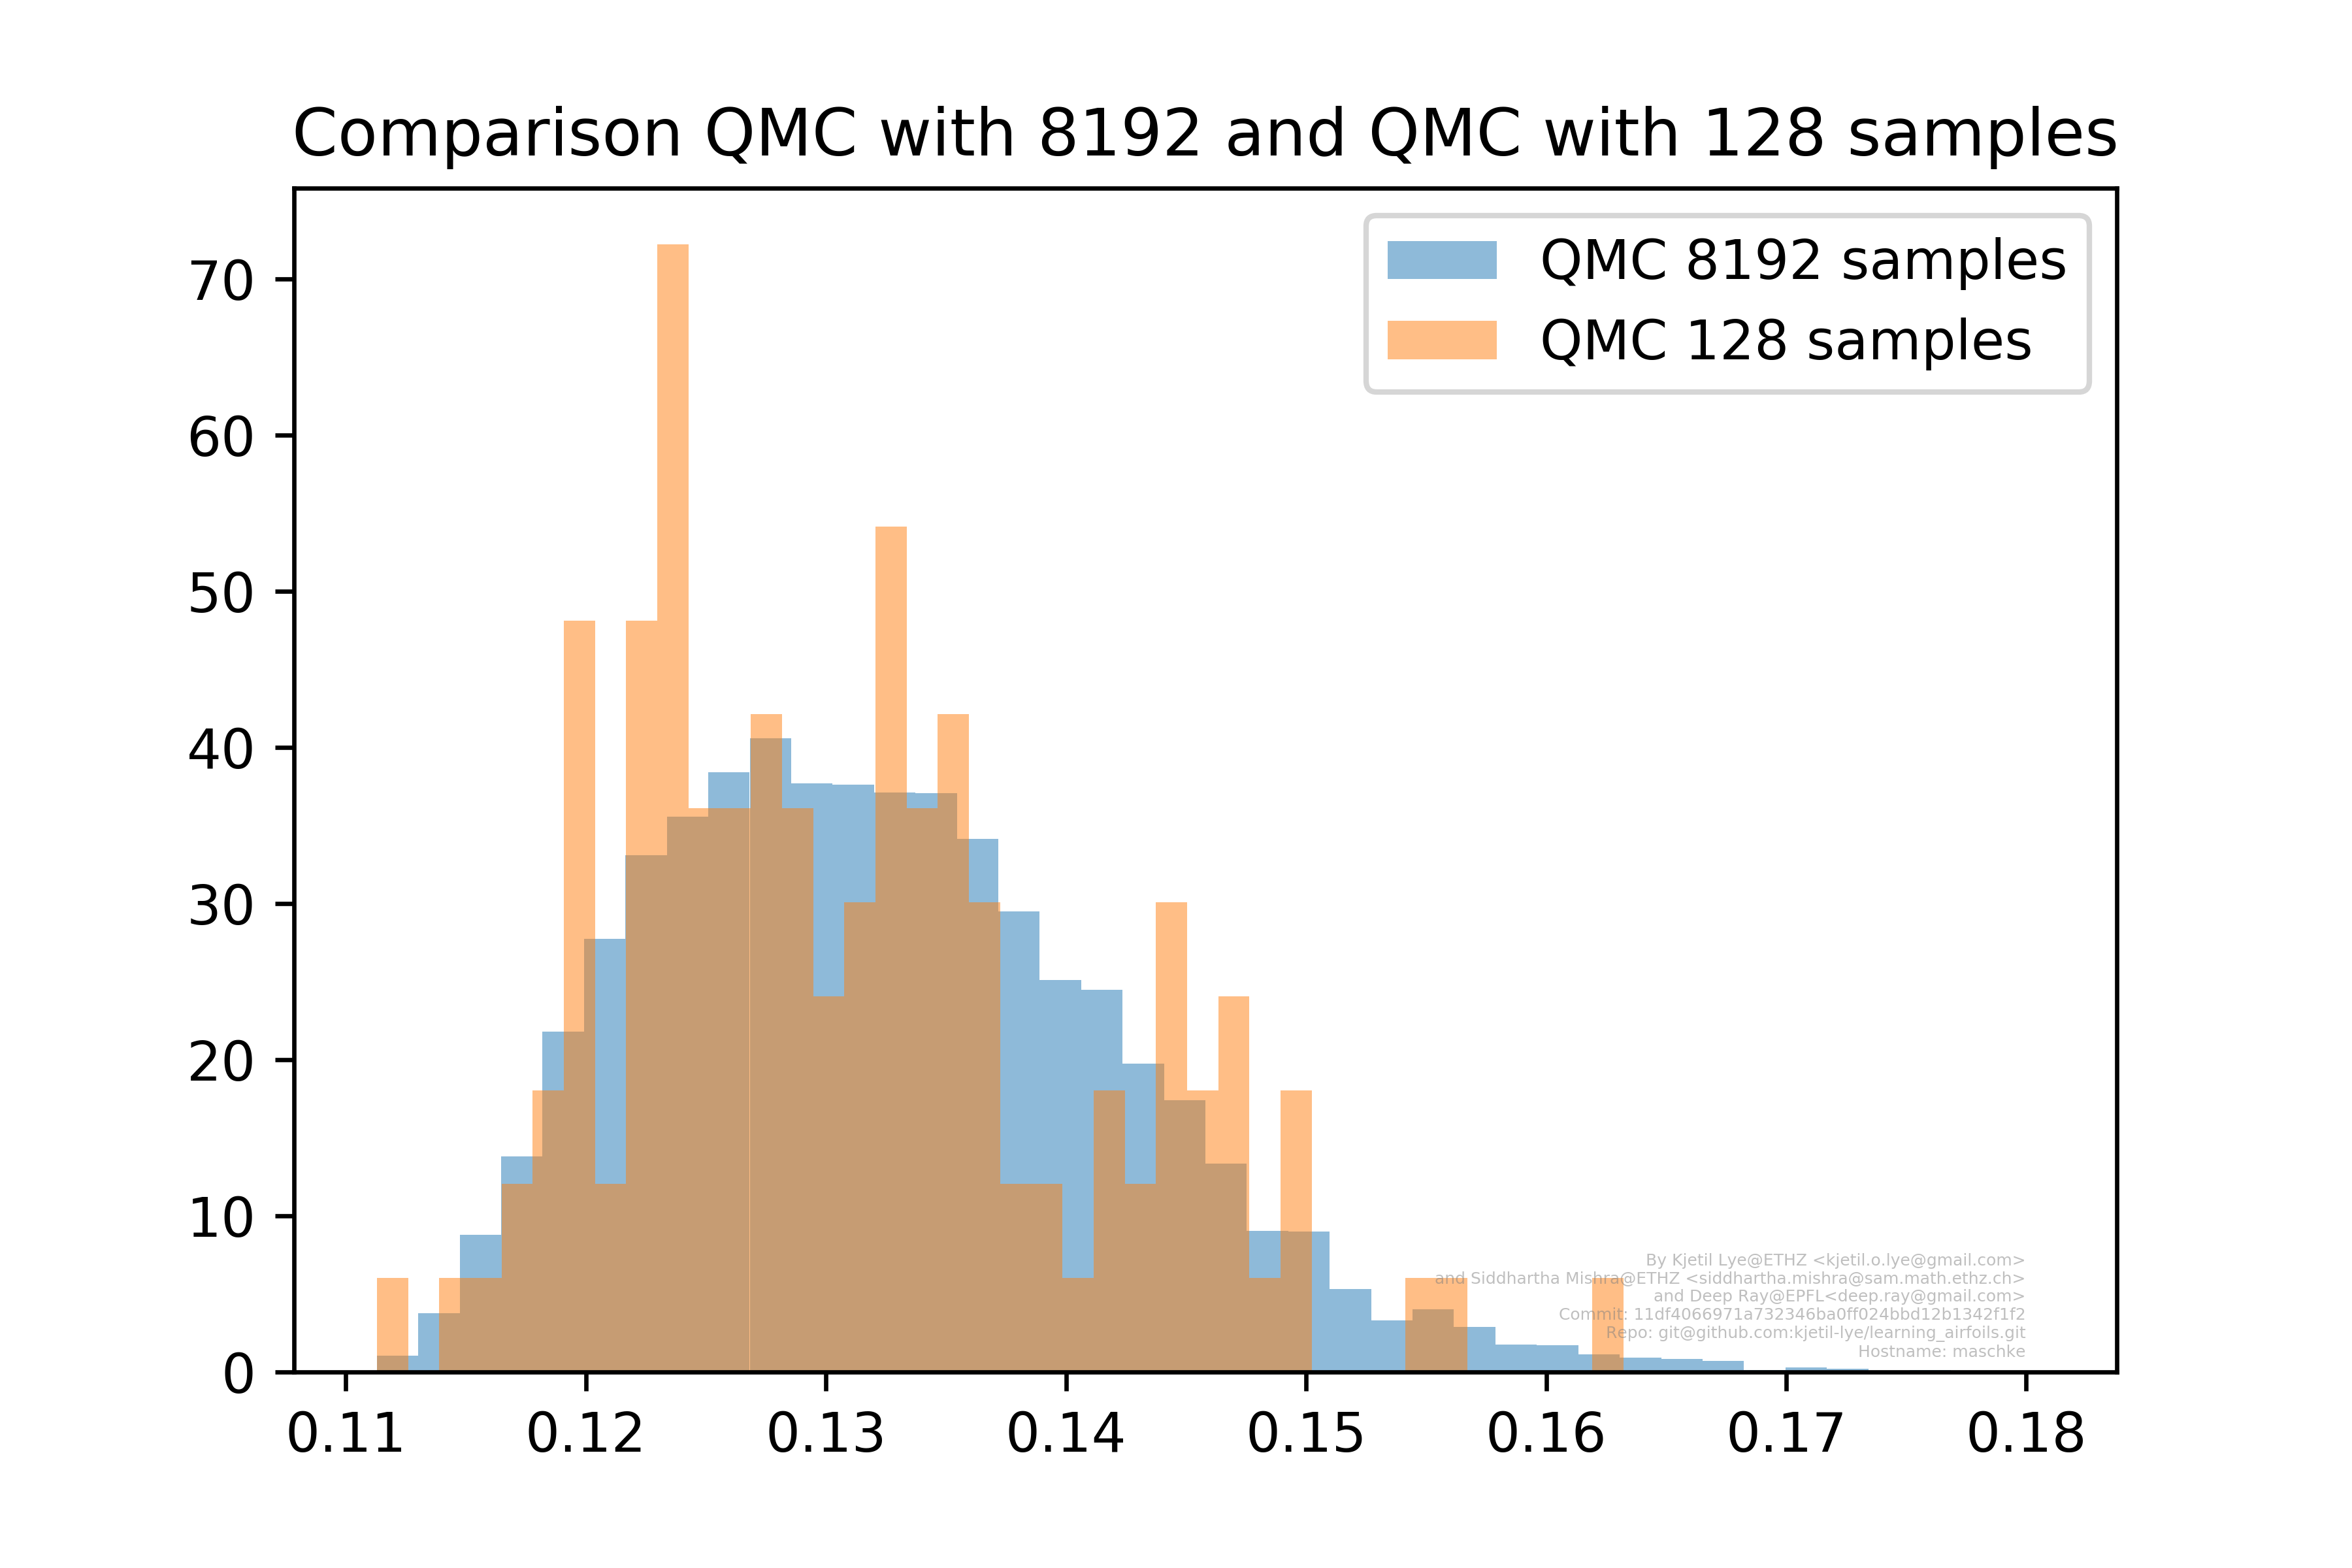 Comparison QMC with 8192 and QMC with 128 samples
QMC 8192 samples
QMC 128 samples
70
60
50
40
30
20
10
0
By Kjetil Lye@ETHZ <kjetil.o.lye@gmail.com>
and Siddhartha Mishra@ETHZ <siddhartha.mishra@sam.math.ethz.ch>
and Deep Ray@EPFL<deep.ray@gmail.com>
Commit: 11df4066971a732346ba0ff024bbd12b1342f1f2
Repo: git@github.com:kjetil-lye/learning_airfoils.git
Hostname: maschke
0.11 0.12 0.13 0.14 0.15 0.16 0.17 0.18